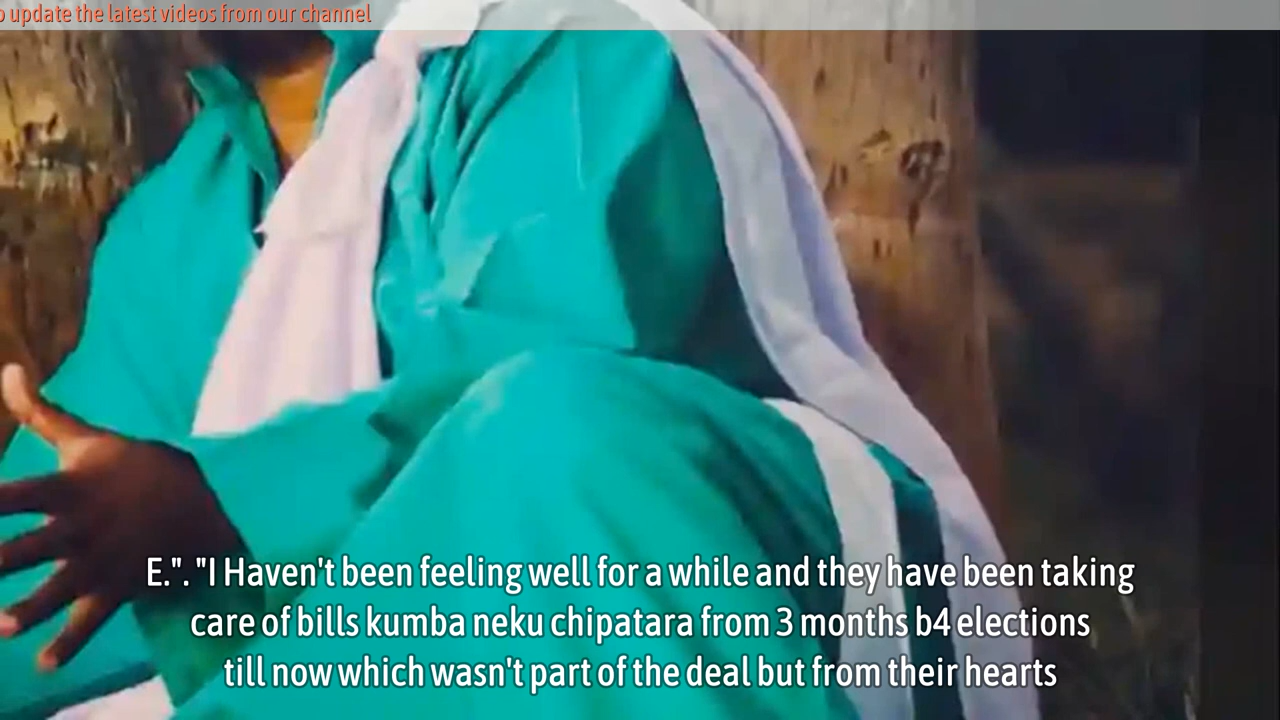 update the latest videos from our channel
E.". "I Haven't been feeling well for a while and they have been taking
care of bills kumba neku chipatara from 3 months b4 elections
till now which wasn't part of the deal but from their hearts